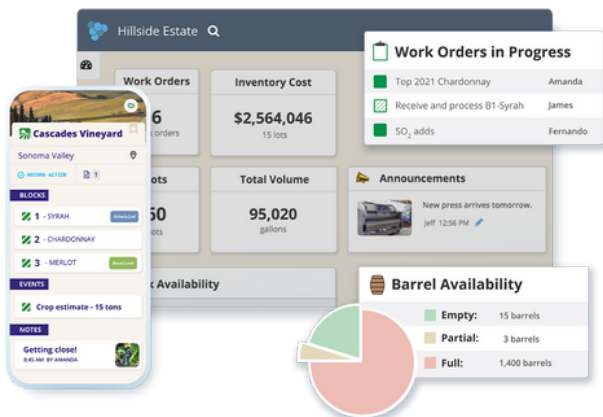 Hillside Estate
Work Orders
6
orders
Inventory Cost
$2,564,046
15 lots
Total Volume
95,020
gallons
Announcements
New press arrives tomorrow.
Jeff 12:56 PM
Availability
Work Orders in Progress
Top 2021 Chardonnay Amanda
Receive and process B1-Syrah James
SO2 adds Fernando
Cascades Vineyard
Sonoma Valley
RECORD ACTION 1
BLOCKS
1 - SYRAH Scheduled
2 - CHARDONNAY
3 - MERLOT
EVENTS
Crop estimate - 15 tons
NOTES
Getting close!
8:45 AM BY AMANDA
Barrel Availability
Empty: 15 barrels
Partial: 3 barrels
Full: 1,400 barrels